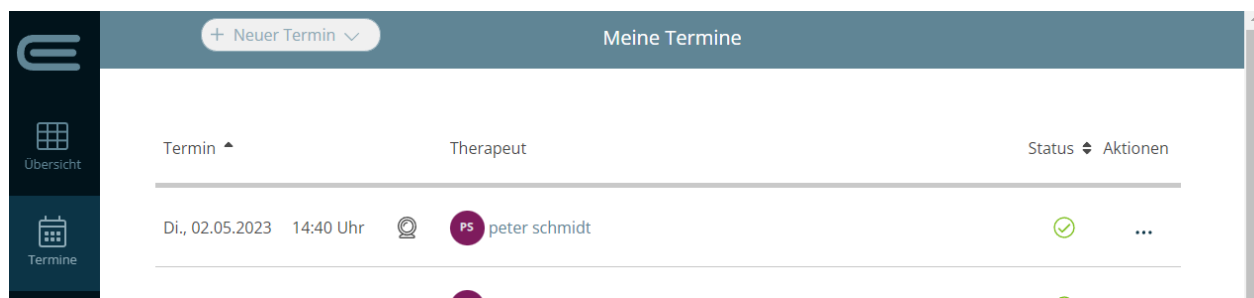 + Neuer Termin
Meine Termine
Übersicht
Termine
Termin Therapeut Status Aktionen
Di., 02.05.2023 14:40 Uhr PS peter schmidt ...